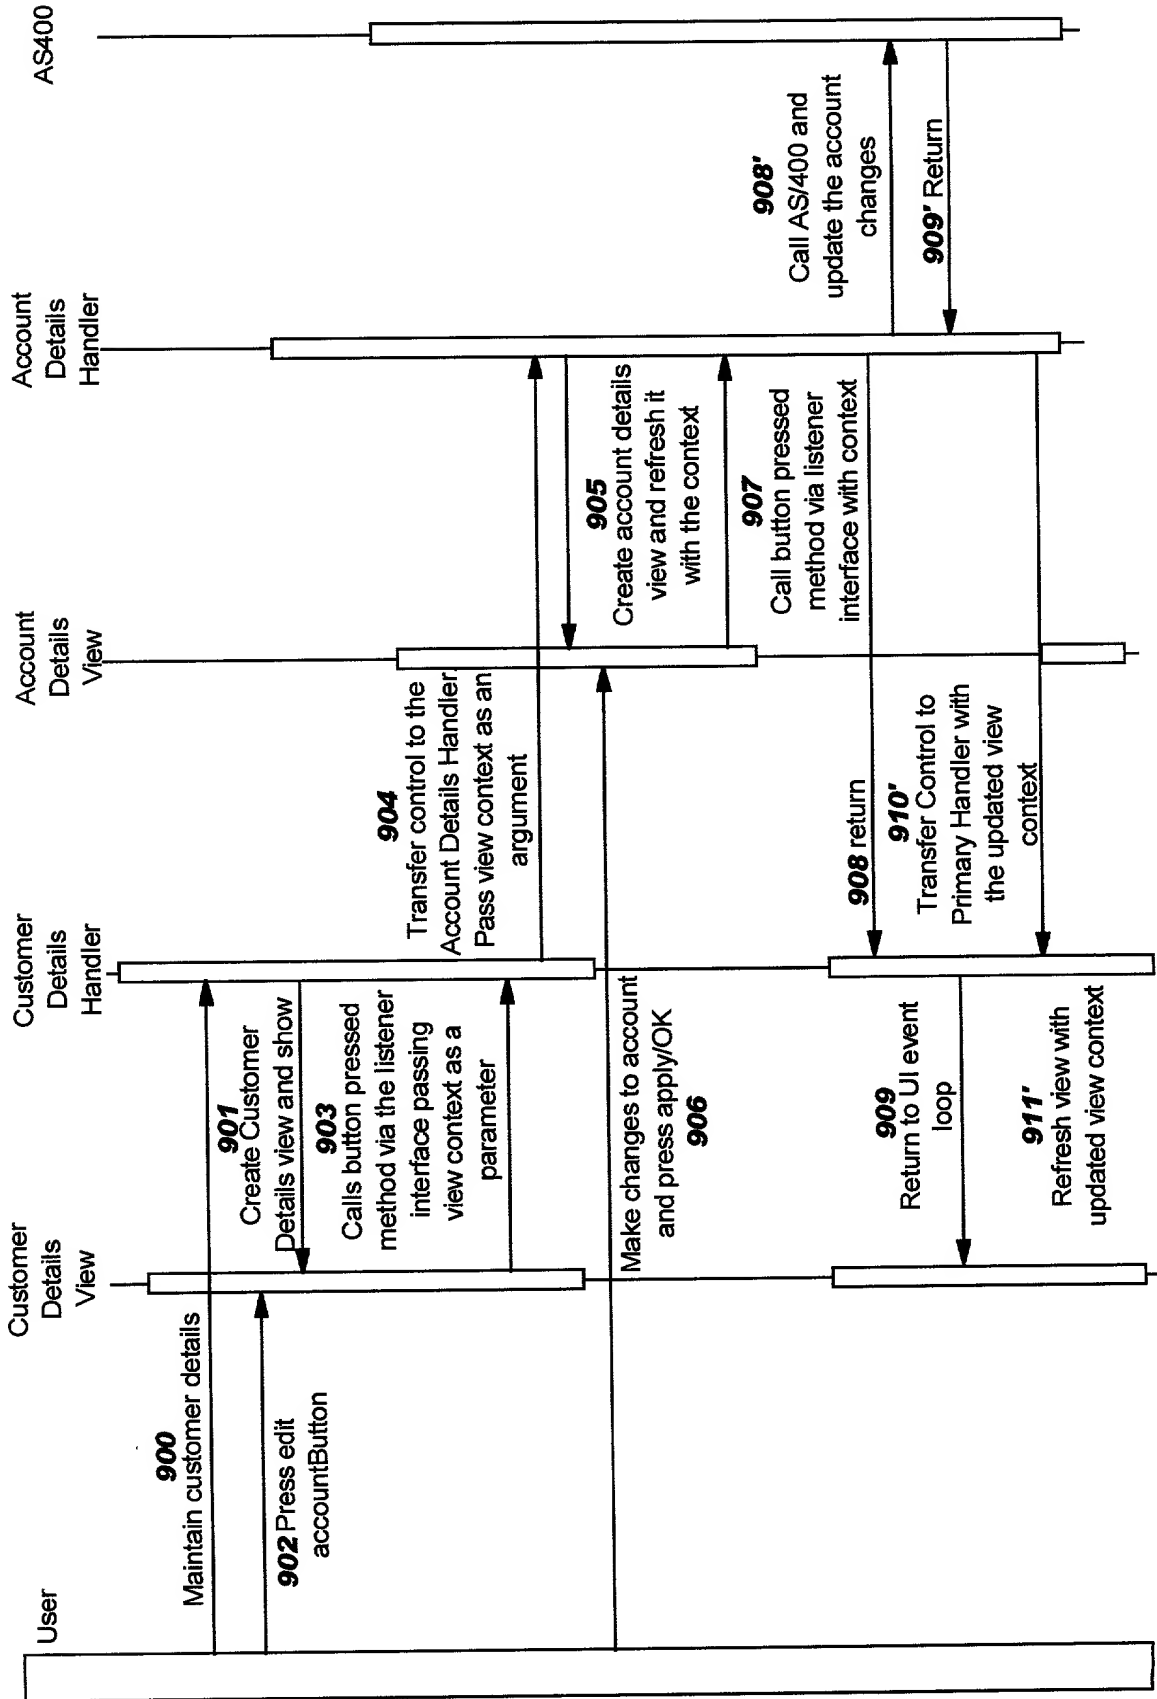 User
Customer
Details
View
Customer
Details
Handler
Account
Details
View
Account
Details
Handler
AS400
900
Maintain customer details
901
Create Customer
Details view and show
902 Press edit
accountButton
903
Calls button pressed
method via the listener
interface passing
view context as a
parameter
904
Transfer control to the
Account Details Handler.
Pass view context as an
argument
905
Create account details
view and refresh it
with the context
Make changes to account
and press apply/OK
906
907
Call button pressed
method via listener
interface with context
908'
Call AS/400 and
update the account
changes
908 return
909
Return to UI event
loop
909' Return
910'
Transfer Control to
Primary Handler with
the updated view
context
911'
Refresh view with
updated view context